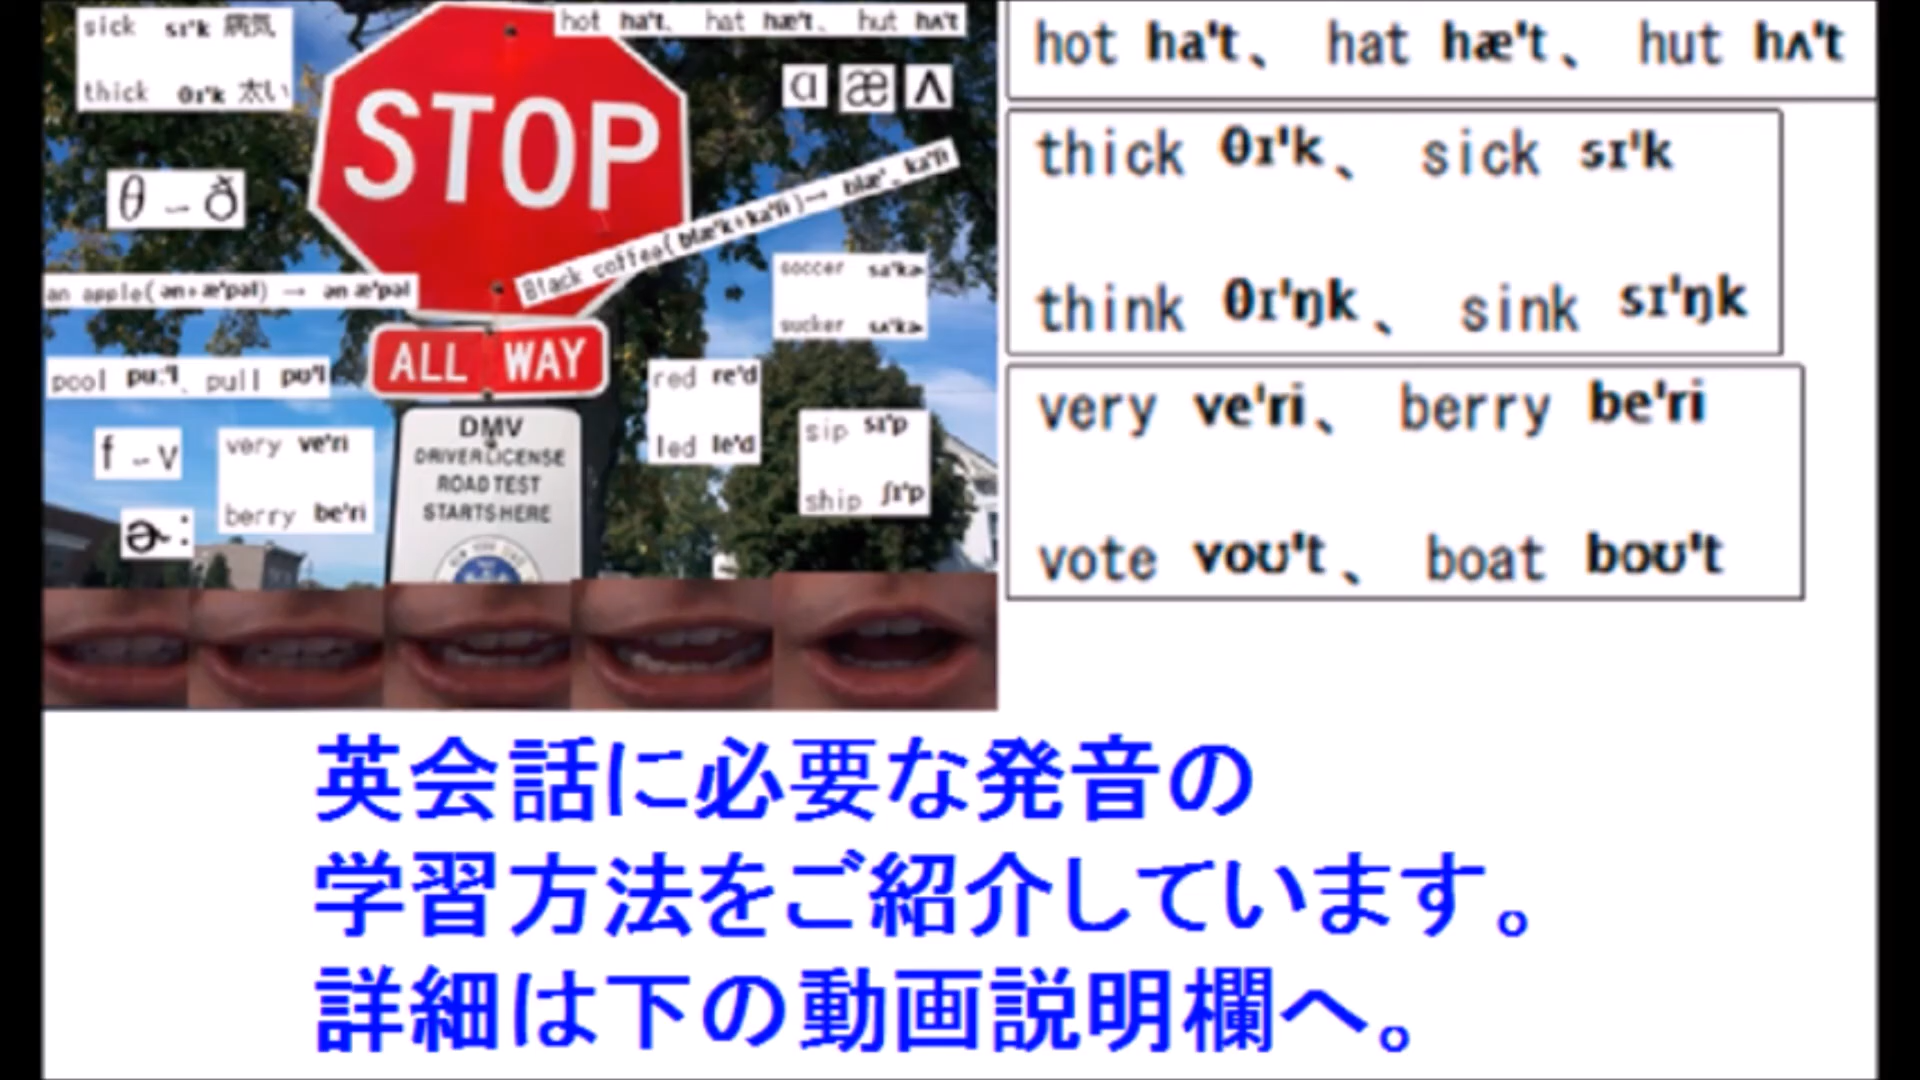 sick sɪ'k 病気
thick θɪ'k 太い
hot hɑ't、 hat hæ't、 hut hʌ't
ɑ æ ʌ
STOP
θ – ð
Black coffee(blæ'k+kɑ'fi)→ blæ'、kɑ'fi
an apple(ən+æ'pəl) → ən æ'pəl
soccer sɑ'kɚ
sucker sʌ'kɚ
ALL WAY
pool pu:'l、pull pʊ'l
red re'd
led le'd
DMV
DRIVER LICENSE
ROAD TEST
STARTS HERE
f – v
very ve'ri
berry be'ri
sip sɪ'p
ship ʃɪ'p
ɚ:
hot hɑ't、 hat hæ't、 hut hʌ't
thick θɪ'k、 sick sɪ'k
think θɪ'ŋk、 sink sɪ'ŋk
very ve'ri、 berry be'ri
vote voʊ't、 boat boʊ't
英会話に必要な発音の
学習方法をご紹介しています。
詳細は下の動画説明欄へ。